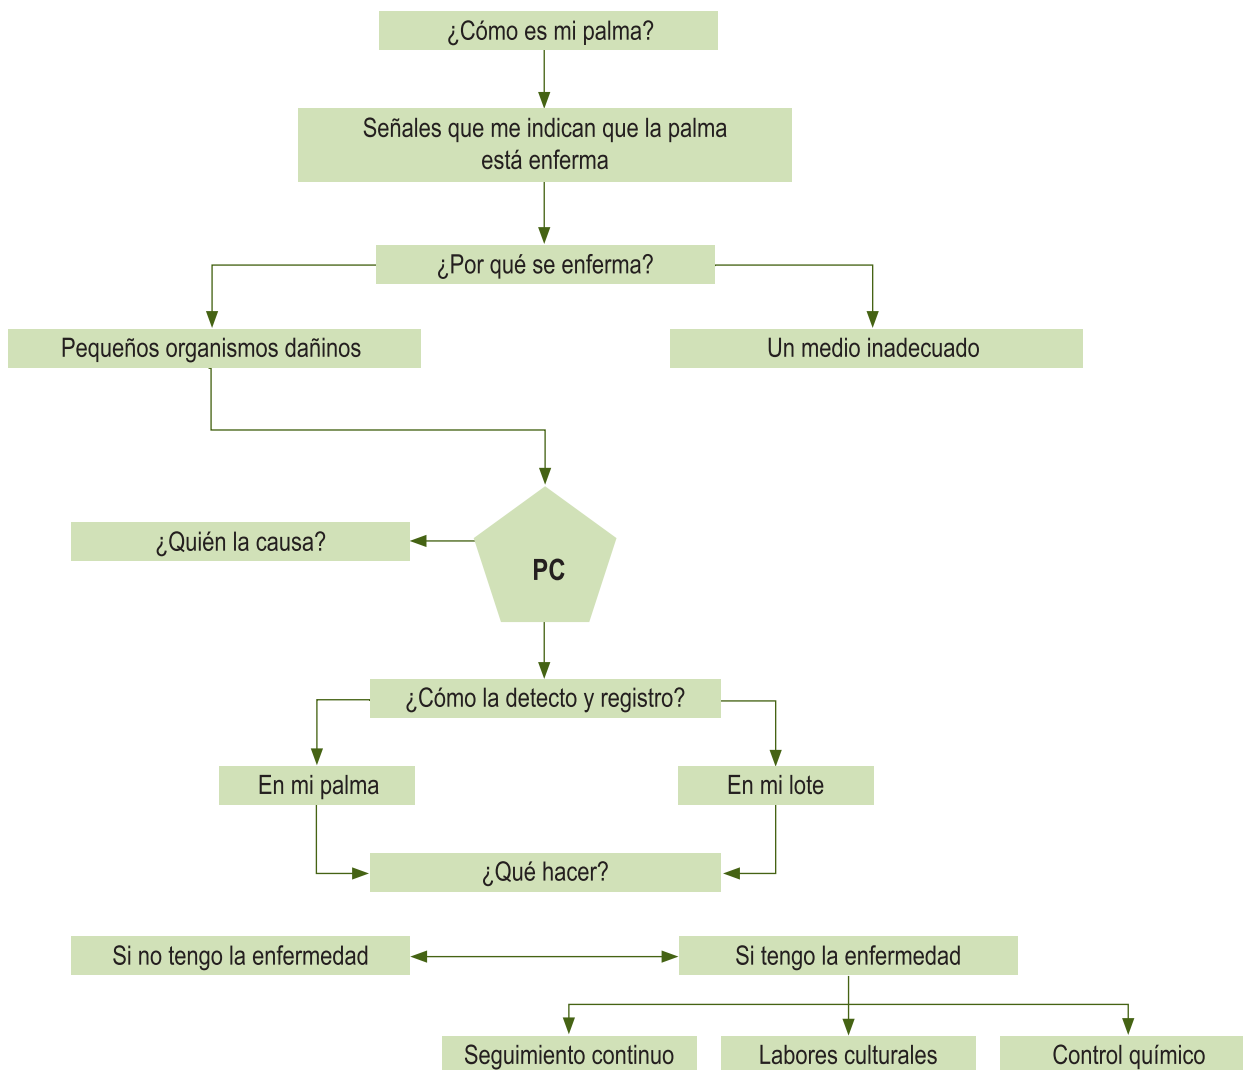 ¿Cómo es mi palma?
Señales que me indican que la palma
está enferma
¿Por qué se enferma?
Pequeños organismos dañinos
Un medio inadecuado
¿Quién la causa?
PC
¿Cómo la detecto y registro?
En mi palma
En mi lote
¿Qué hacer?
Si no tengo la enfermedad
Si tengo la enfermedad
Seguimiento continuo
Labores culturales
Control químico